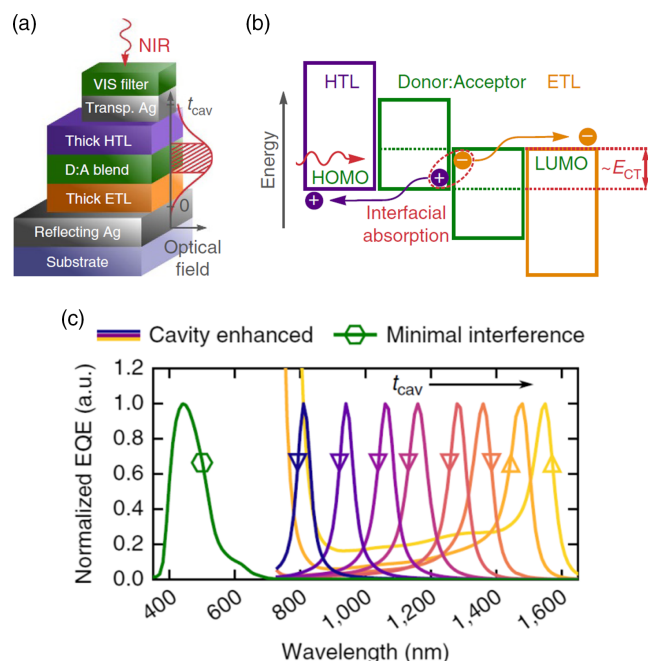 (a)
NIR
VIS filter
Transp. Ag
t_cav
Thick HTL
D:A blend
Thick ETL
0
Reflecting Ag
Optical
field
Substrate
(b)
HTL
Donor:Acceptor
ETL
Energy
HOMO
LUMO
~E_CT
Interfacial
absorption
(c)
Cavity enhanced
Minimal interference
Normalized EQE (a.u.)
1.2
1.0
0.8
0.6
0.4
0.2
0.0
t_cav
400
600
800
1,000
1,200
1,400
1,600
Wavelength (nm)